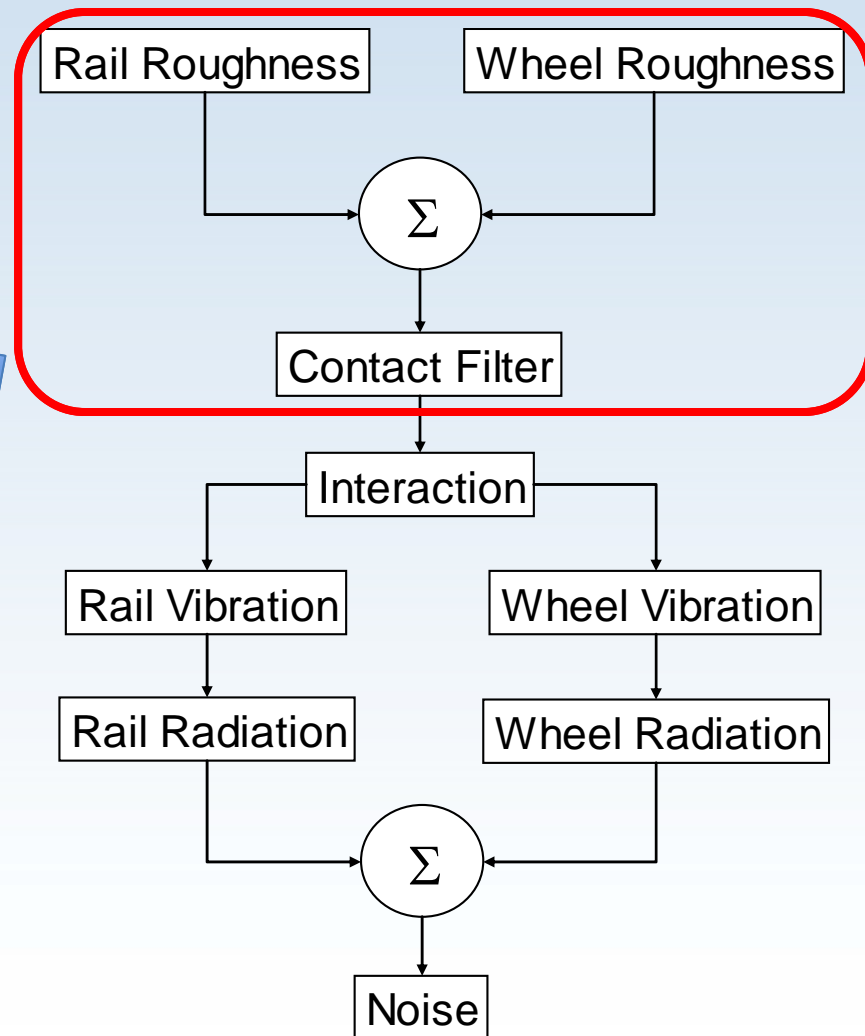 Rail Roughness
Wheel Roughness
Σ
Contact Filter
Interaction
Rail Vibration
Wheel Vibration
Rail Radiation
Wheel Radiation
Σ
Noise